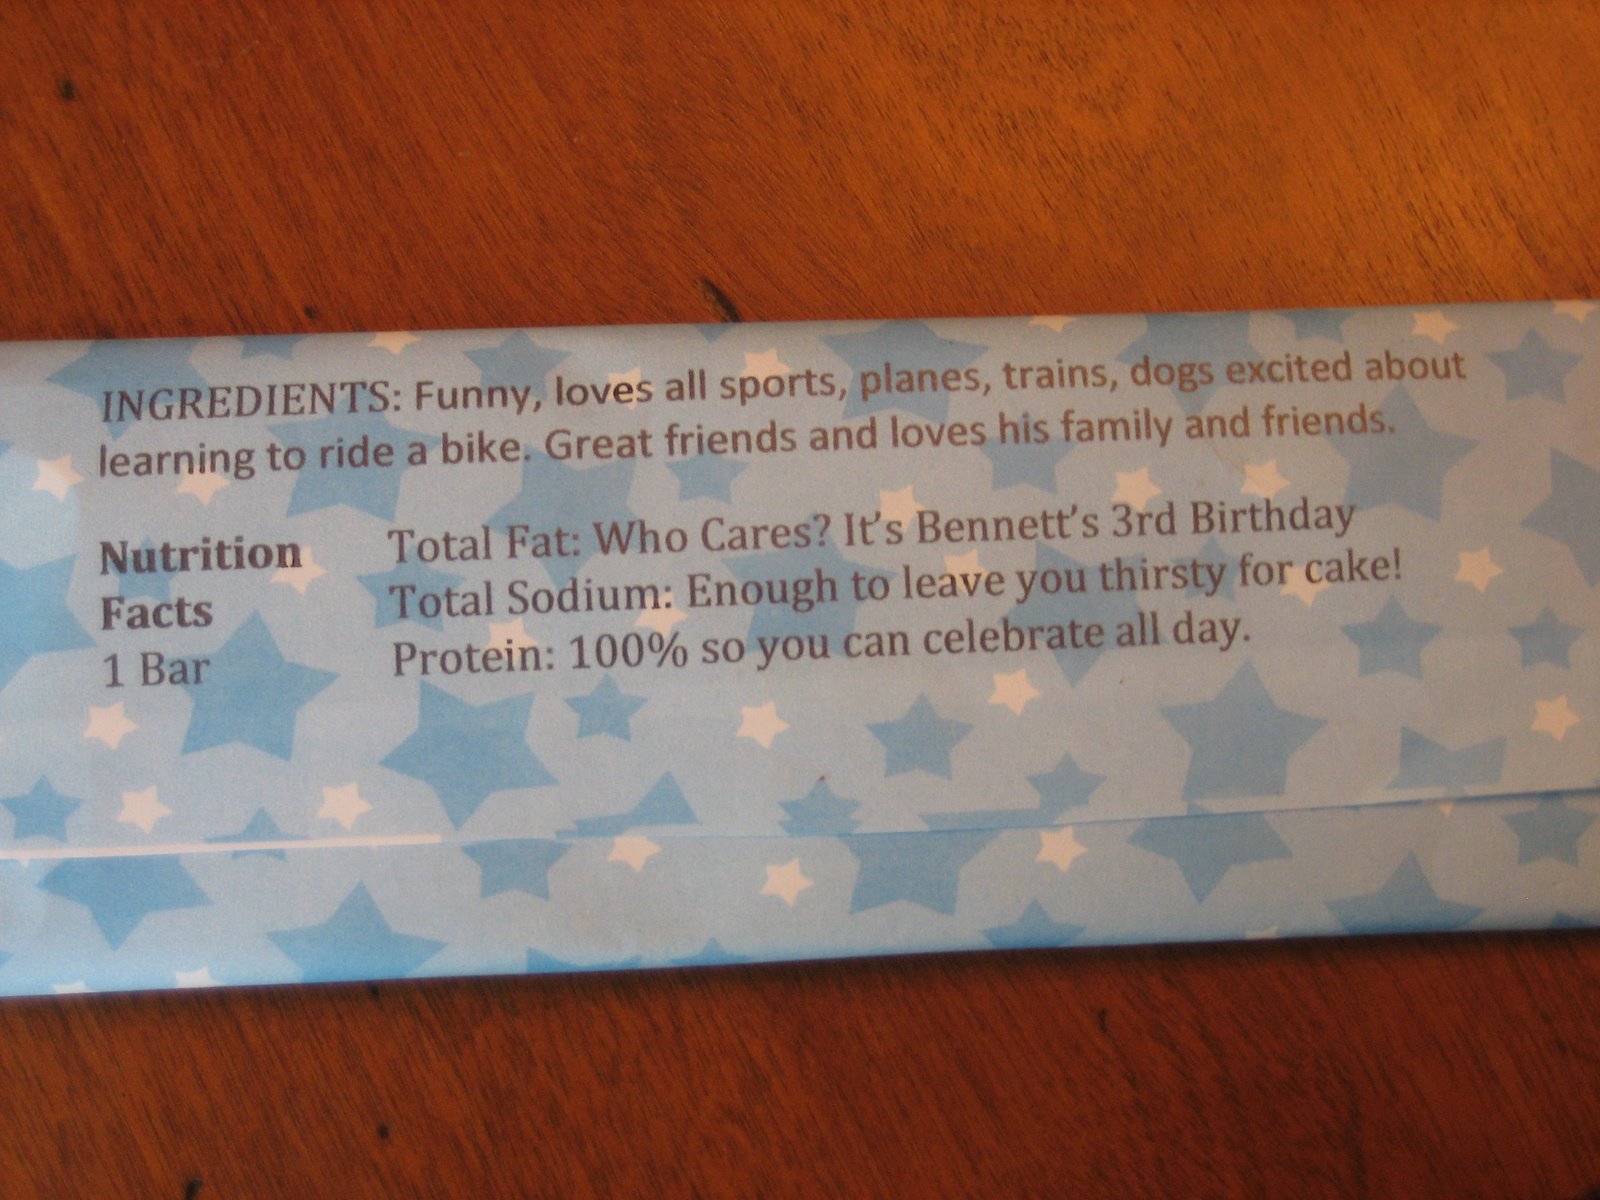 INGREDIENTS: Funny, loves all sports, planes, trains, dogs excited about
learning to ride a bike. Great friends and loves his family and friends.
Nutrition
Facts
1 Bar
Total Fat: Who Cares? It's Bennett's 3rd Birthday
Total Sodium: Enough to leave you thirsty for cake!
Protein: 100% so you can celebrate all day.